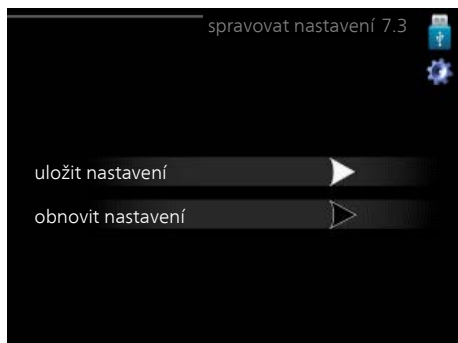 spravovat nastavení 7.3
uložit nastavení
obnovit nastavení